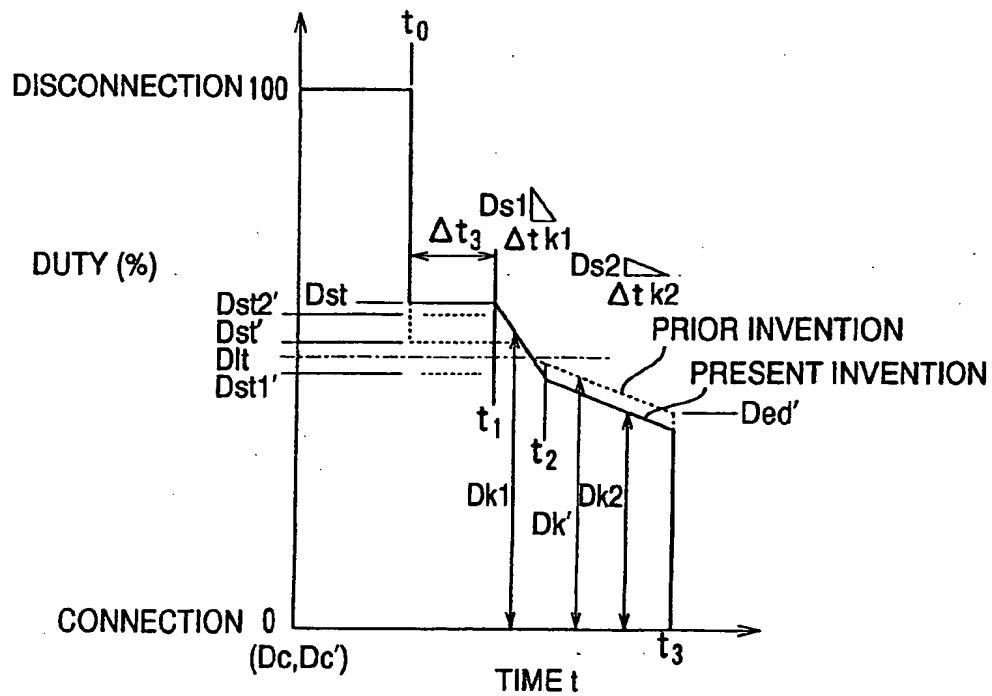 t0
DISCONNECTION 100
Ds1
Δt3
Δt k1
DUTY (%)
Ds2
Δt k2
Dst2' Dst
Dst'
Dlt
Dst1'
PRIOR INVENTION
PRESENT INVENTION
Ded'
t1
t2
Dk1
Dk'
Dk2
CONNECTION 0
(Dc,Dc')
t3
TIME t